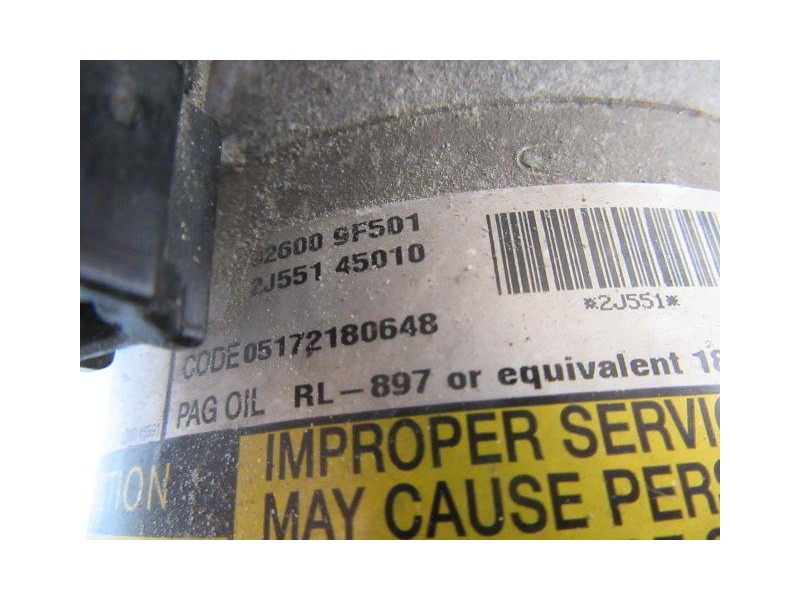 92600 9F501
2J551 45010
*2J551*
CODE 05172180648
PAG OIL RL-897 or equivalent 18
TION
IMPROPER SERVIC
MAY CAUSE PERS